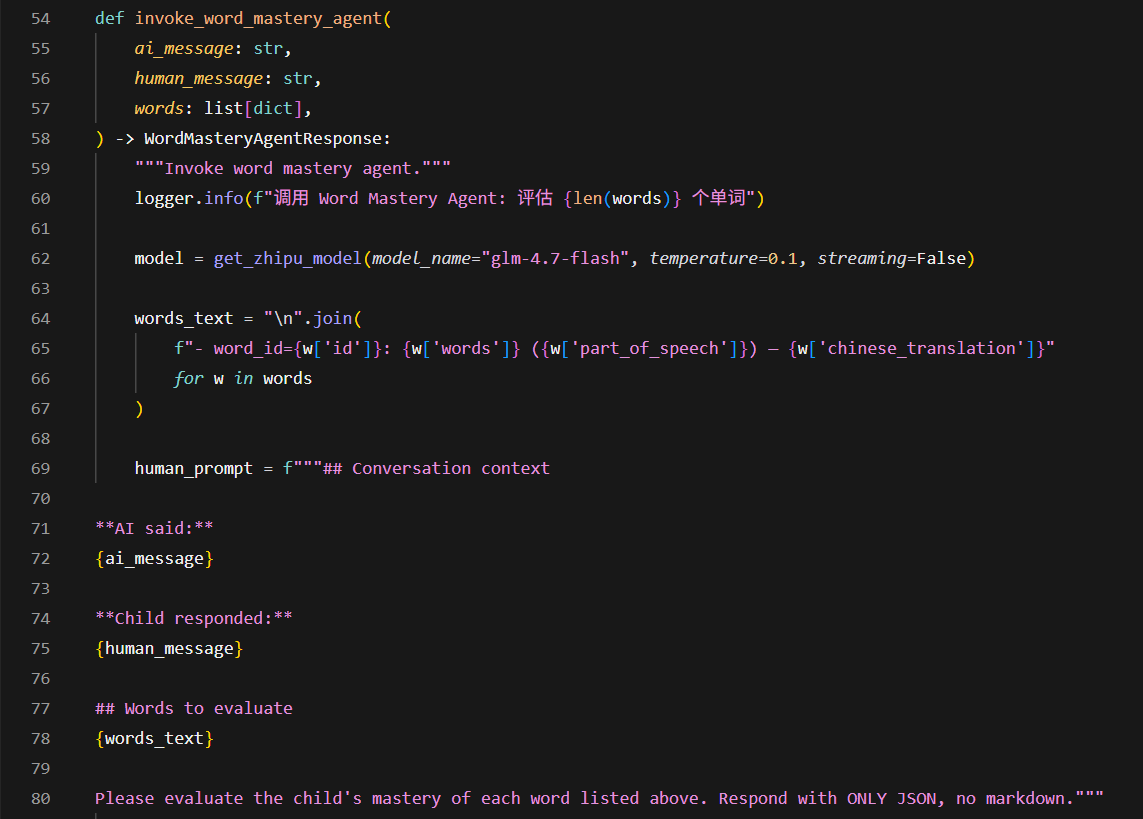 54 def invoke_word_mastery_agent(
55     ai_message: str,
56     human_message: str,
57     words: list[dict],
58 ) -> WordMasteryAgentResponse:
59     """Invoke word mastery agent."""
60     logger.info(f"调用 Word Mastery Agent: 评估 {len(words)} 个单词")
61
62     model = get_zhipu_model(model_name="glm-4.7-flash", temperature=0.1, streaming=False)
63
64     words_text = "\n".join(
65         f"- word_id={w['id']}: {w['words']} ({w['part_of_speech']}) — {w['chinese_translation']}"
66         for w in words
67     )
68
69     human_prompt = f"""## Conversation context
70
71 **AI said:**
72 {ai_message}
73
74 **Child responded:**
75 {human_message}
76
77 ## Words to evaluate
78 {words_text}
79
80 Please evaluate the child's mastery of each word listed above. Respond with ONLY JSON, no markdown."""